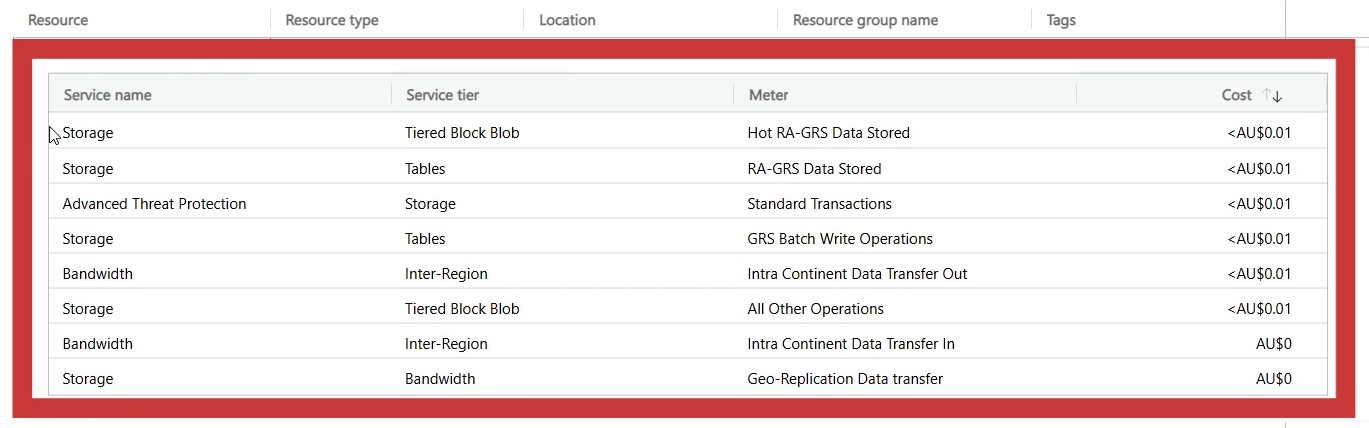 Resource Resource type Location Resource group name Tags
Service name Service tier Meter Cost ↑↓
Storage Tiered Block Blob Hot RA-GRS Data Stored <AU$0.01
Storage Tables RA-GRS Data Stored <AU$0.01
Advanced Threat Protection Storage Standard Transactions <AU$0.01
Storage Tables GRS Batch Write Operations <AU$0.01
Bandwidth Inter-Region Intra Continent Data Transfer Out <AU$0.01
Storage Tiered Block Blob All Other Operations <AU$0.01
Bandwidth Inter-Region Intra Continent Data Transfer In AU$0
Storage Bandwidth Geo-Replication Data transfer AU$0